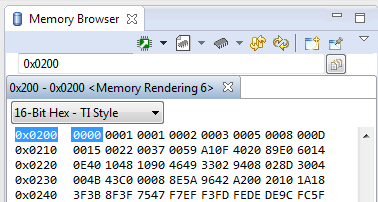 Memory Browser
0x0200
0x200 - 0x0200 <Memory Rendering 6>
16-Bit Hex - TI Style
0x0200 0000 0001 0001 0002 0003 0005 0008 000D
0x0210 0015 0022 0037 0059 A10F 4020 89E0 6014
0x0220 0E40 1048 1090 4649 3302 9408 028D 3004
0x0230 004B 43C0 0008 8E5A 9642 A200 2010 1A18
0x0240 3F3B 8F3F 7547 F7EF F3FD FEDE DE9C FC5F